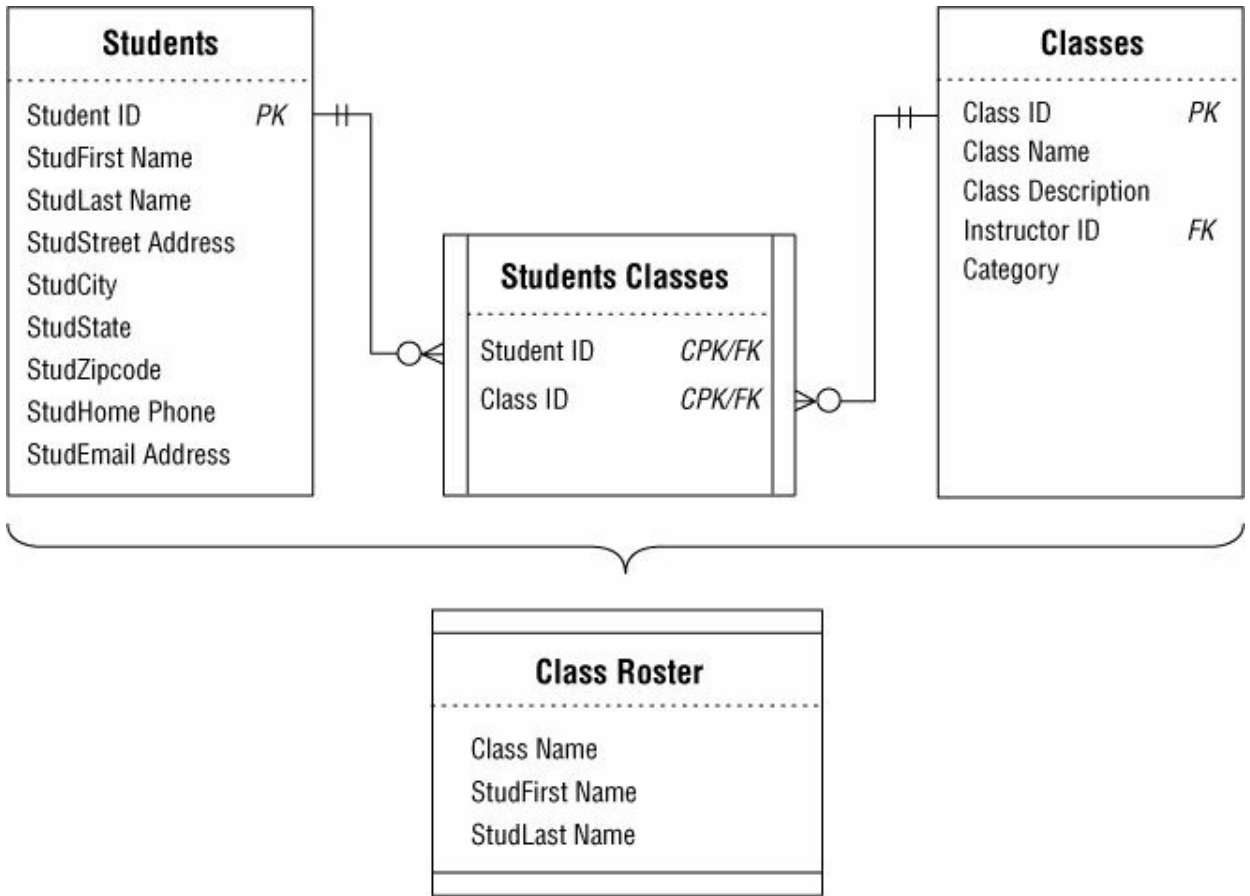 Students
Student ID PK
StudFirst Name
StudLast Name
StudStreet Address
StudCity
StudState
StudZipcode
StudHome Phone
StudEmail Address
Students Classes
Student ID CPK/FK
Class ID CPK/FK
Classes
Class ID PK
Class Name
Class Description
Instructor ID FK
Category
Class Roster
Class Name
StudFirst Name
StudLast Name